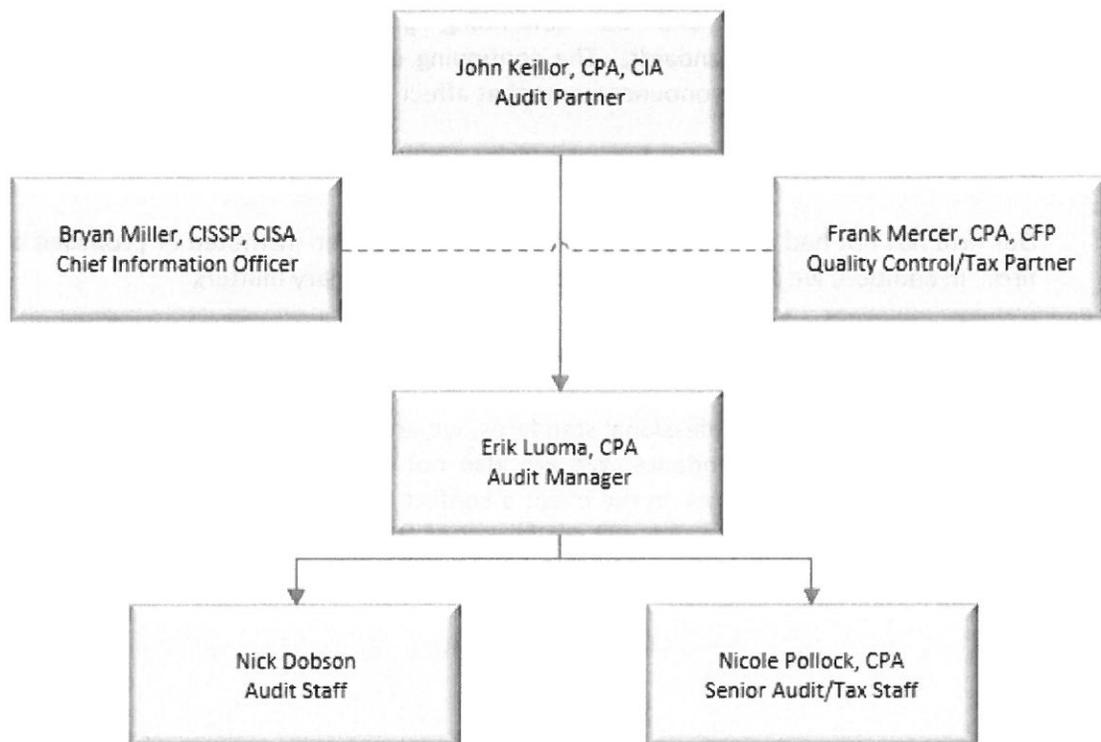 John Keillor, CPA, CIA
Audit Partner
Bryan Miller, CISSP, CISA
Chief Information Officer
Frank Mercer, CPA, CFP
Quality Control/Tax Partner
Erik Luoma, CPA
Audit Manager
Nick Dobson
Audit Staff
Nicole Pollock, CPA
Senior Audit/Tax Staff